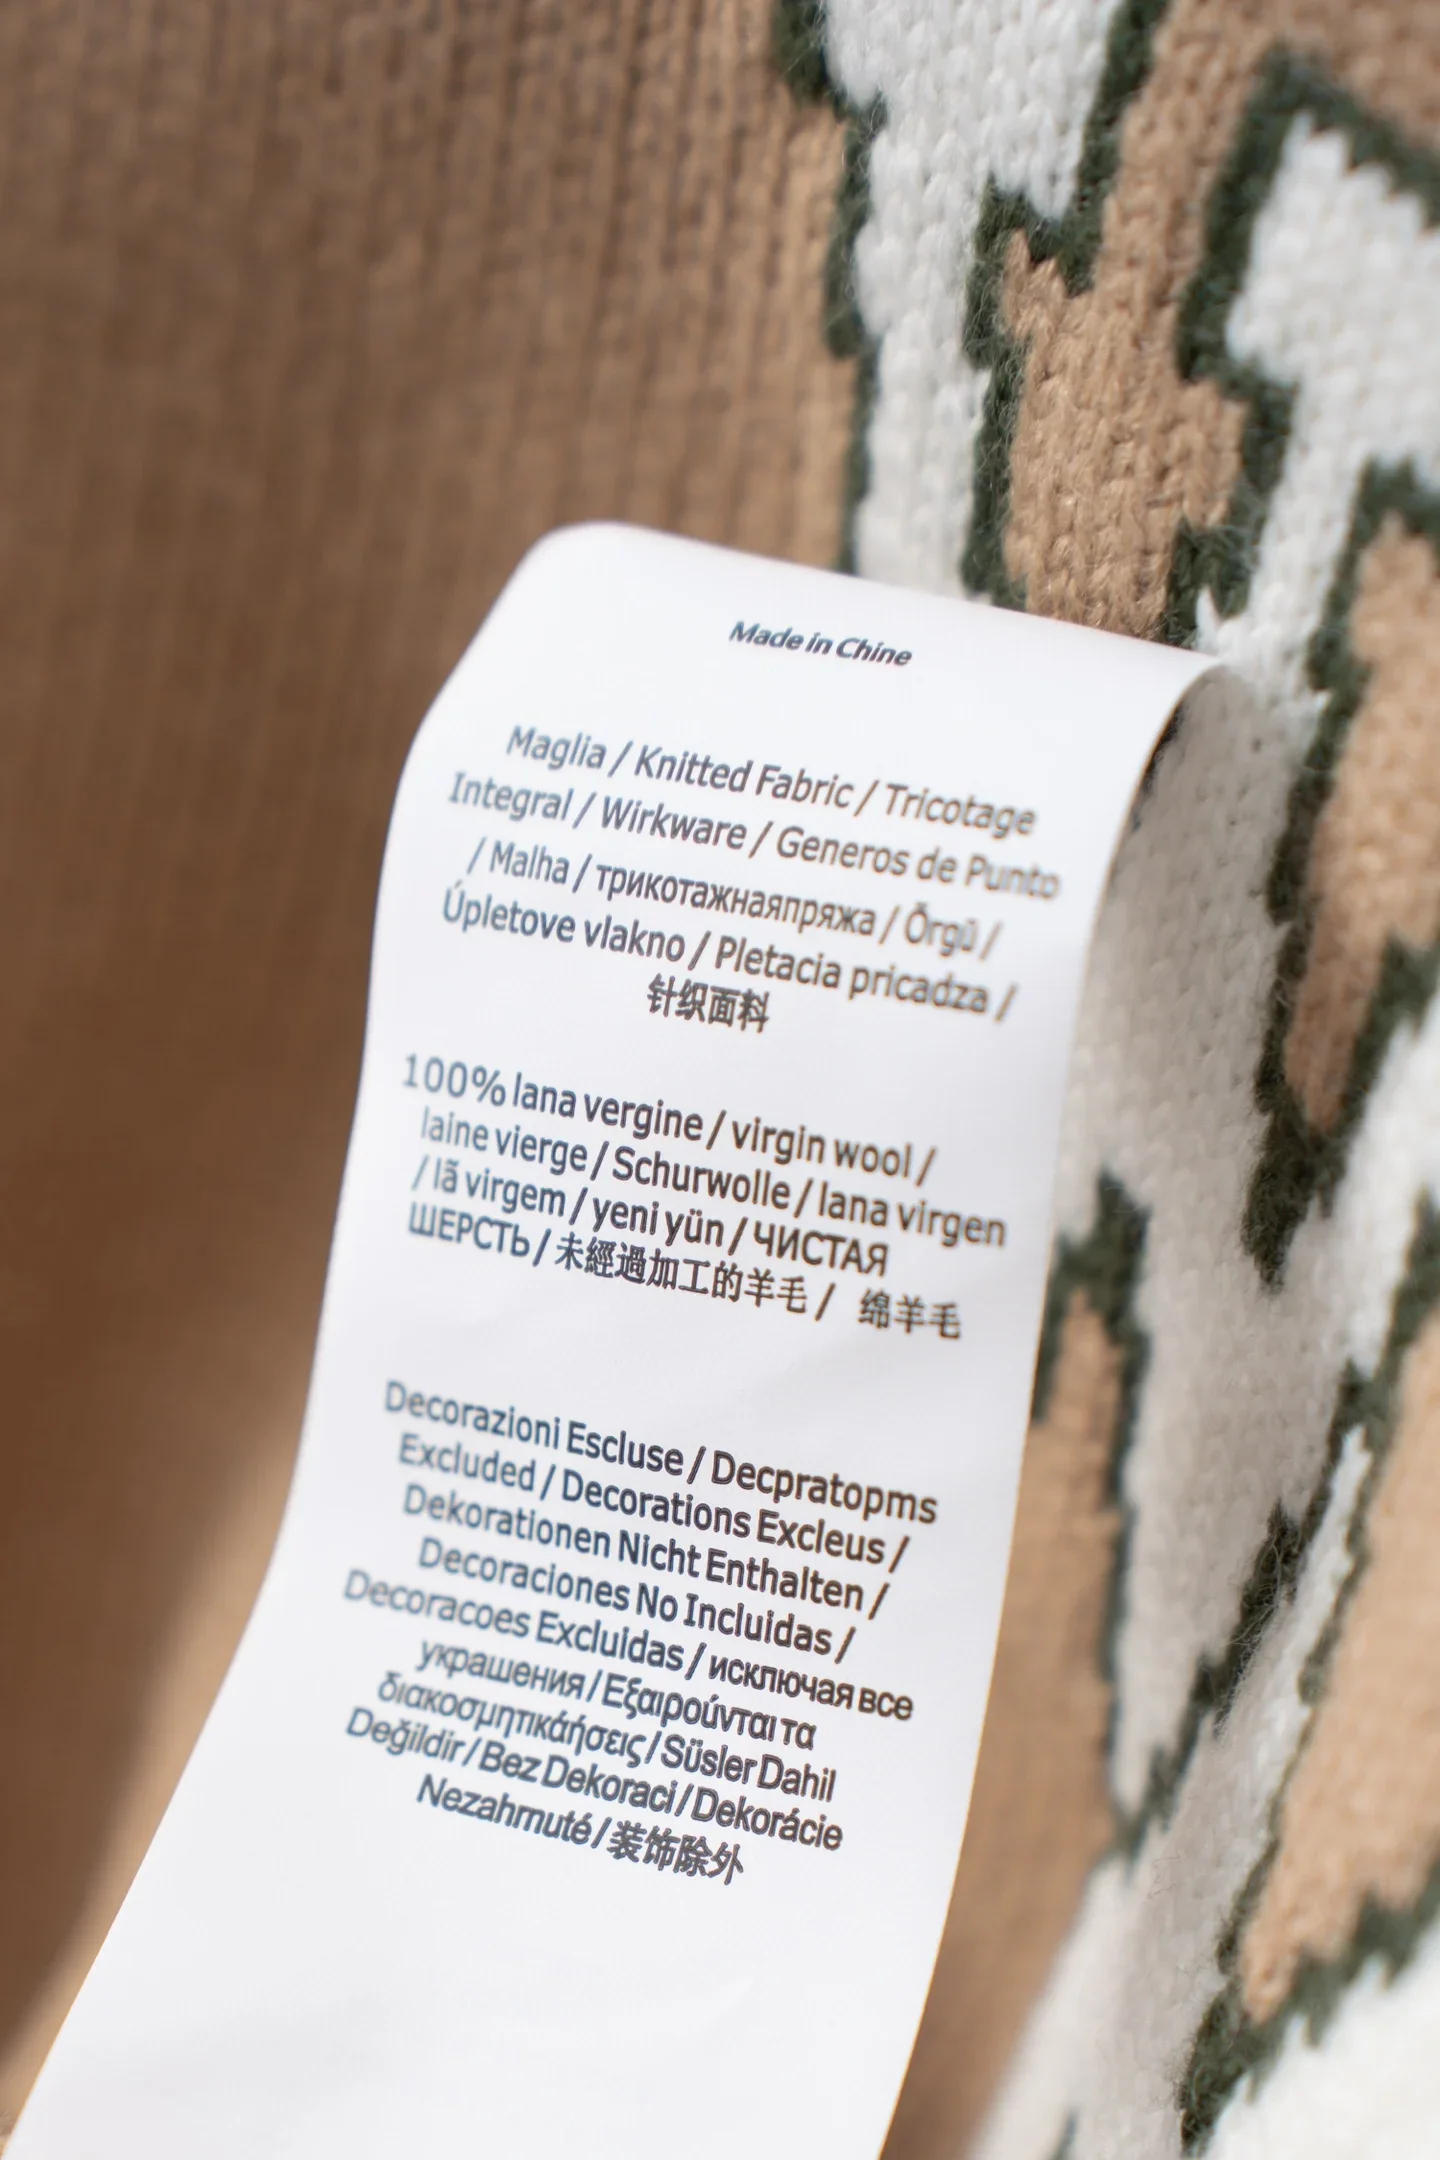 Made in Chine
Maglia / Knitted Fabric / Tricotage
Integral / Wirkware / Generos de Punto
/ Malha / трикотажнаяпряжа / Õrgũ /
Úpletove vlakno / Pletacia pricadza /
针织面料
100% lana vergine / virgin wool /
laine vierge / Schurwolle / lana virgen
/ lã virgem / yeni yün / ЧИСТАЯ
ШЕРСТЬ / 未經過加工的羊毛 / 绵羊毛
Decorazioni Escluse / Decpratopms
Excluded / Decorations Excleus /
Dekorationen Nicht Enthalten /
Decoraciones No Incluidas /
Decoracoes Excluidas / исключая все
украшения / Εξαιρούνται τα
διακοσμητικάήσεις / Süsler Dahil
Değildir / Bez Dekoraci / Dekorácie
Nezahrnuté / 装饰除外